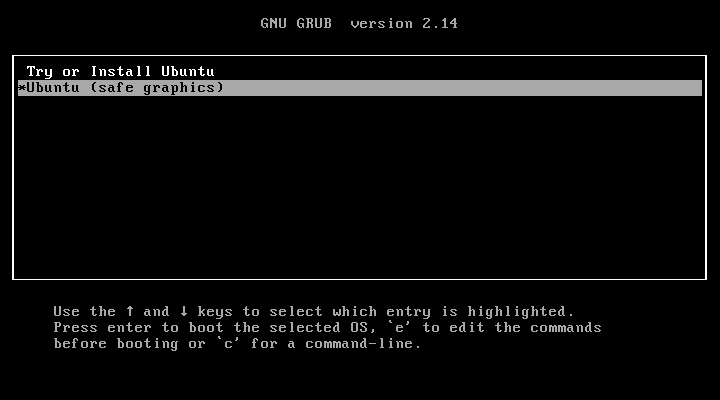 GNU GRUB  version 2.14
Try or Install Ubuntu
*Ubuntu (safe graphics)
Use the ↑ and ↓ keys to select which entry is highlighted.
Press enter to boot the selected OS, `e' to edit the commands
before booting or `c' for a command-line.